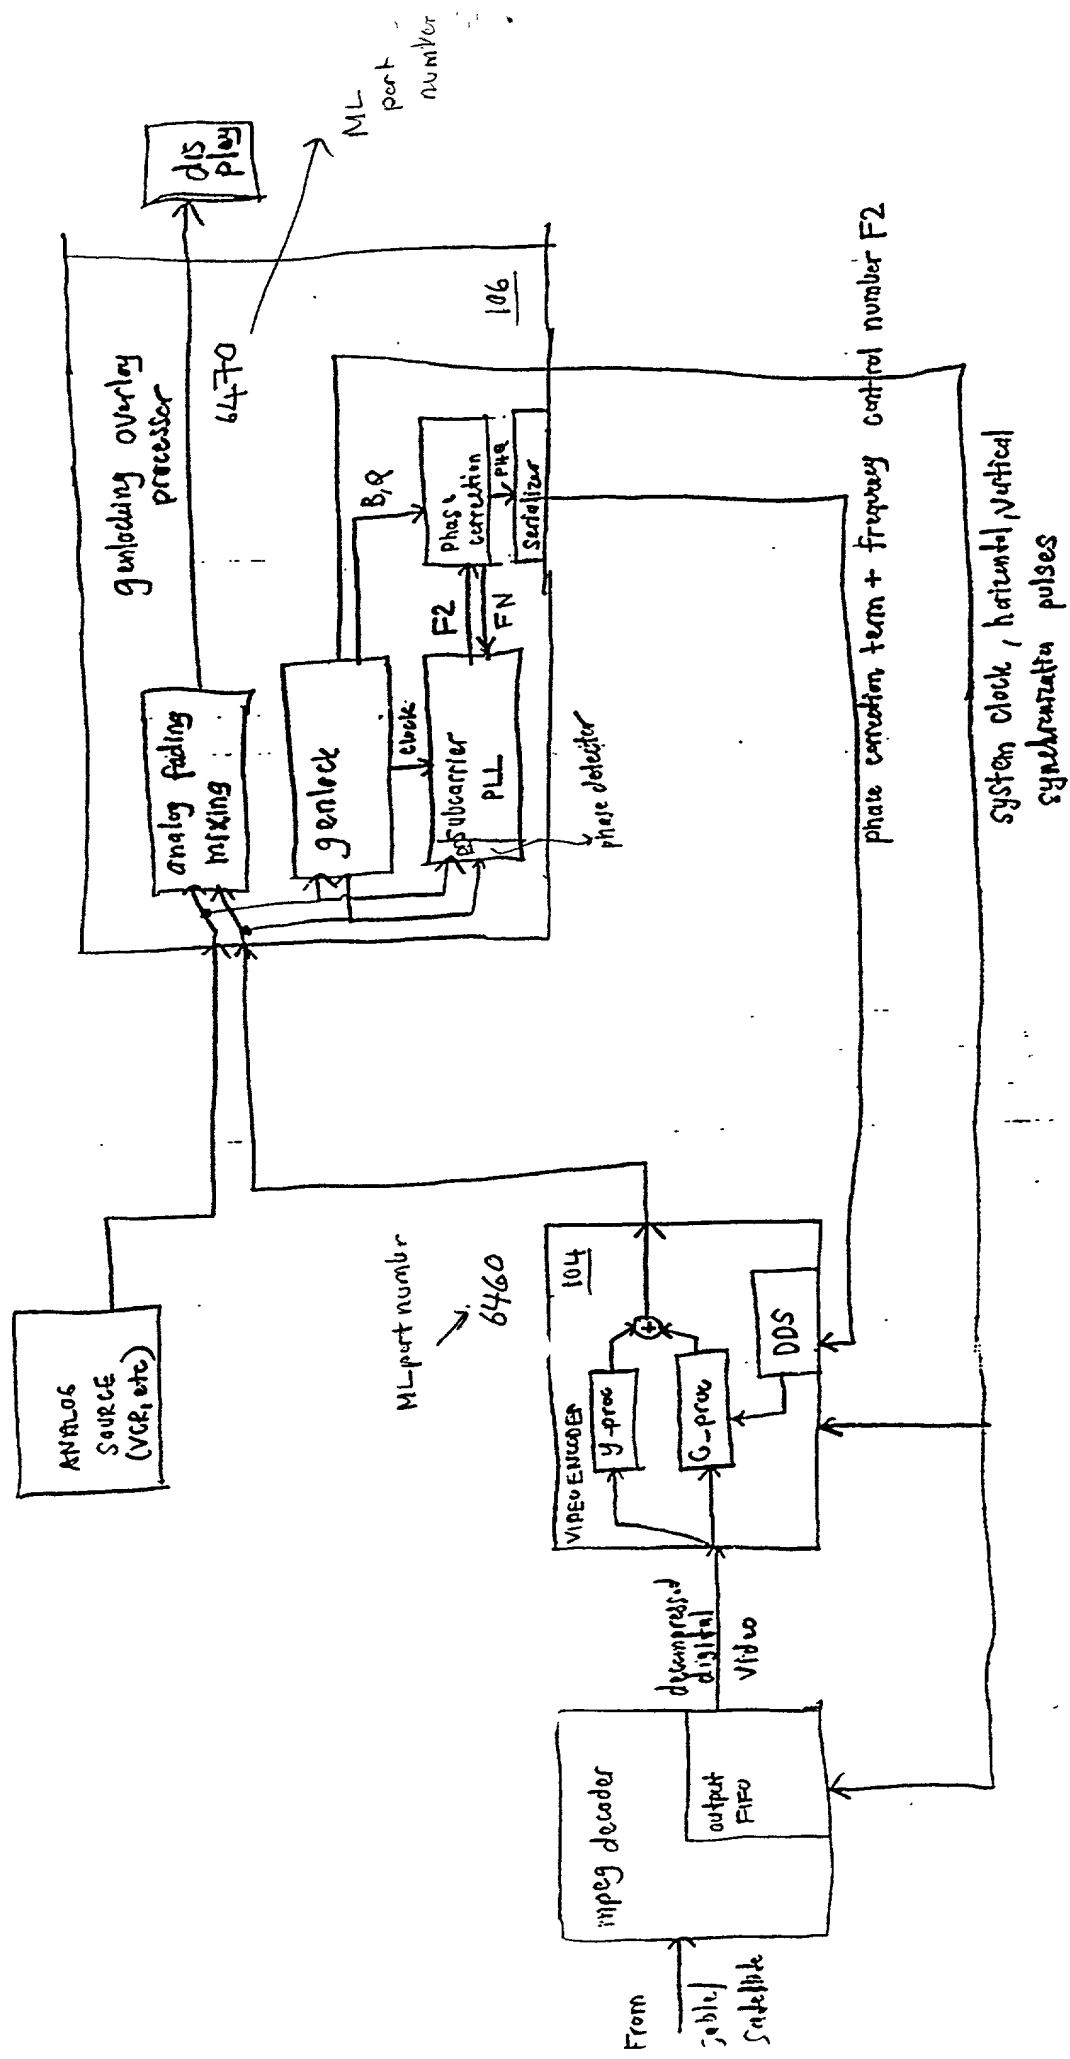 ANALOG
SOURCE
(VCR, etc)
From
cable/
Satellite
mpeg decoder
output
FIFO
decompressed
digital
Video
ML part number
6460
VIDEO ENCODER
104
Y-proc
C-proc
+
DDS
genlocking overlay
processor
analog fading
mixing
genlock
clock
subcarrier
PLL
phase detector
B,Q
F2
FN
Phase
correction
PHQ
Serializer
106
6470
ML
part
number
dis
play
phase correction term + frequency control number F2
system clock, horizontal, vertical
synchronization pulses